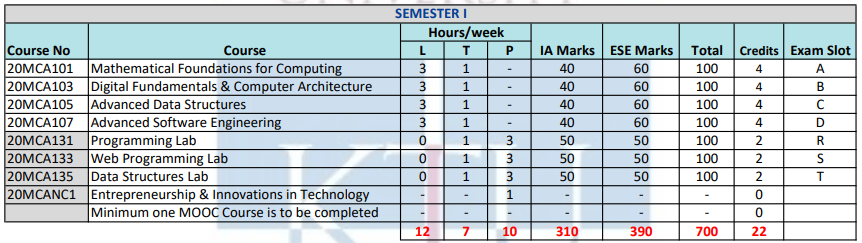 SEMESTER I
Hours/week
Course No Course L T P IA Marks ESE Marks Total Credits Exam Slot
20MCA101 Mathematical Foundations for Computing 3 1 - 40 60 100 4 A
20MCA103 Digital Fundamentals & Computer Architecture 3 1 - 40 60 100 4 B
20MCA105 Advanced Data Structures 3 1 - 40 60 100 4 C
20MCA107 Advanced Software Engineering 3 1 - 40 60 100 4 D
20MCA131 Programming Lab 0 1 3 50 50 100 2 R
20MCA133 Web Programming Lab 0 1 3 50 50 100 2 S
20MCA135 Data Structures Lab 0 1 3 50 50 100 2 T
20MCANC1 Entrepreneurship & Innovations in Technology - - 1 - - - 0
Minimum one MOOC Course is to be completed - - - - - 0
12 7 10 310 390 700 22